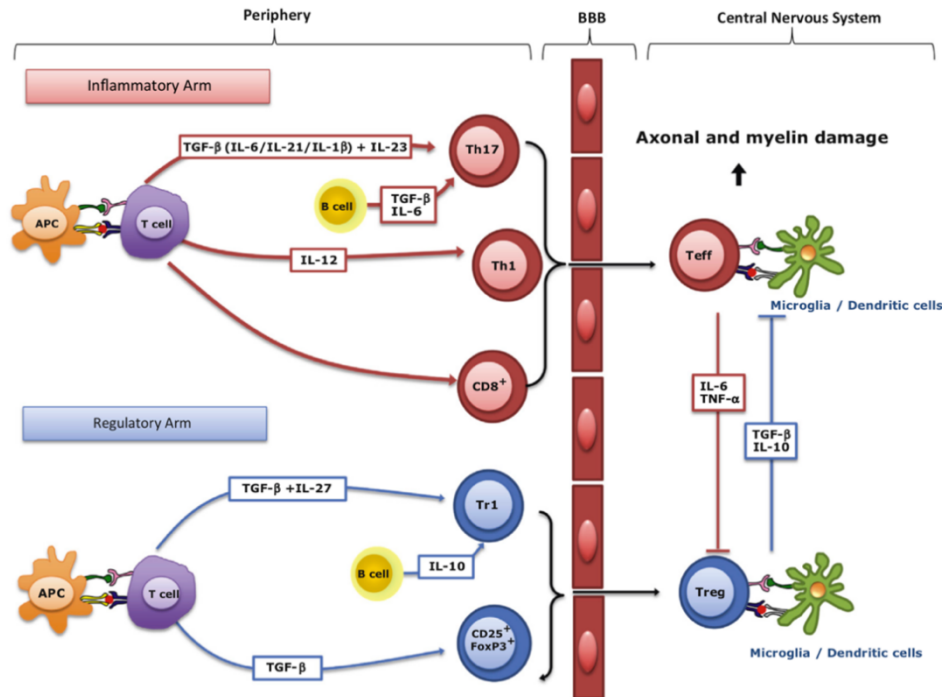 Periphery
BBB
Central Nervous System
Inflammatory Arm
TGF-β (IL-6/IL-21/IL-1β) + IL-23
Th17
Axonal and myelin damage
B cell
TGF-β
IL-6
APC
T cell
IL-12
Th1
Teff
Microglia / Dendritic cells
CD8+
IL-6
TNF-α
Regulatory Arm
TGF-β
IL-10
TGF-β +IL-27
Tr1
B cell
IL-10
APC
T cell
Treg
CD25+
FoxP3+
Microglia / Dendritic cells
TGF-β